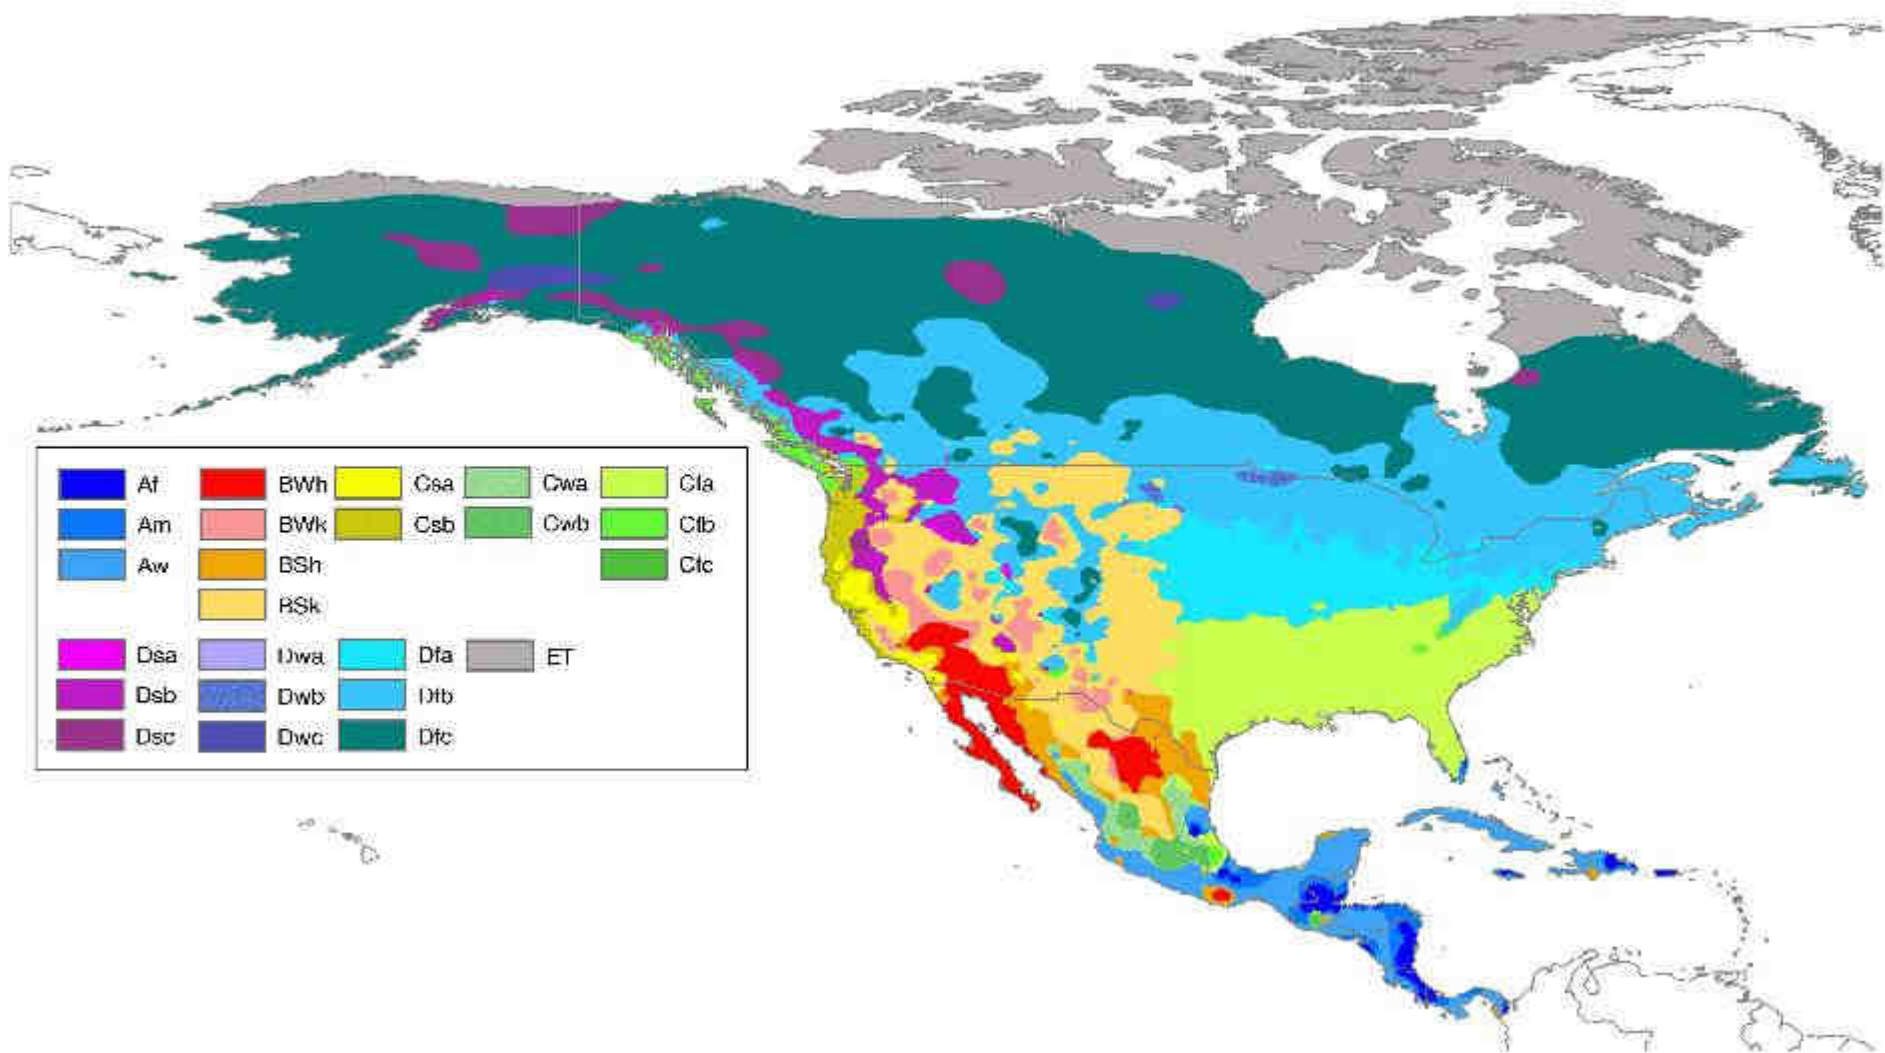 Af BWh Csa Cwa Cfa
Am BWk Csb Cwb Cfb
Aw BSh Cfc
BSk
Dsa Dwa Dfa ET
Dsb Dwb Dfb
Dsc Dwc Dfc